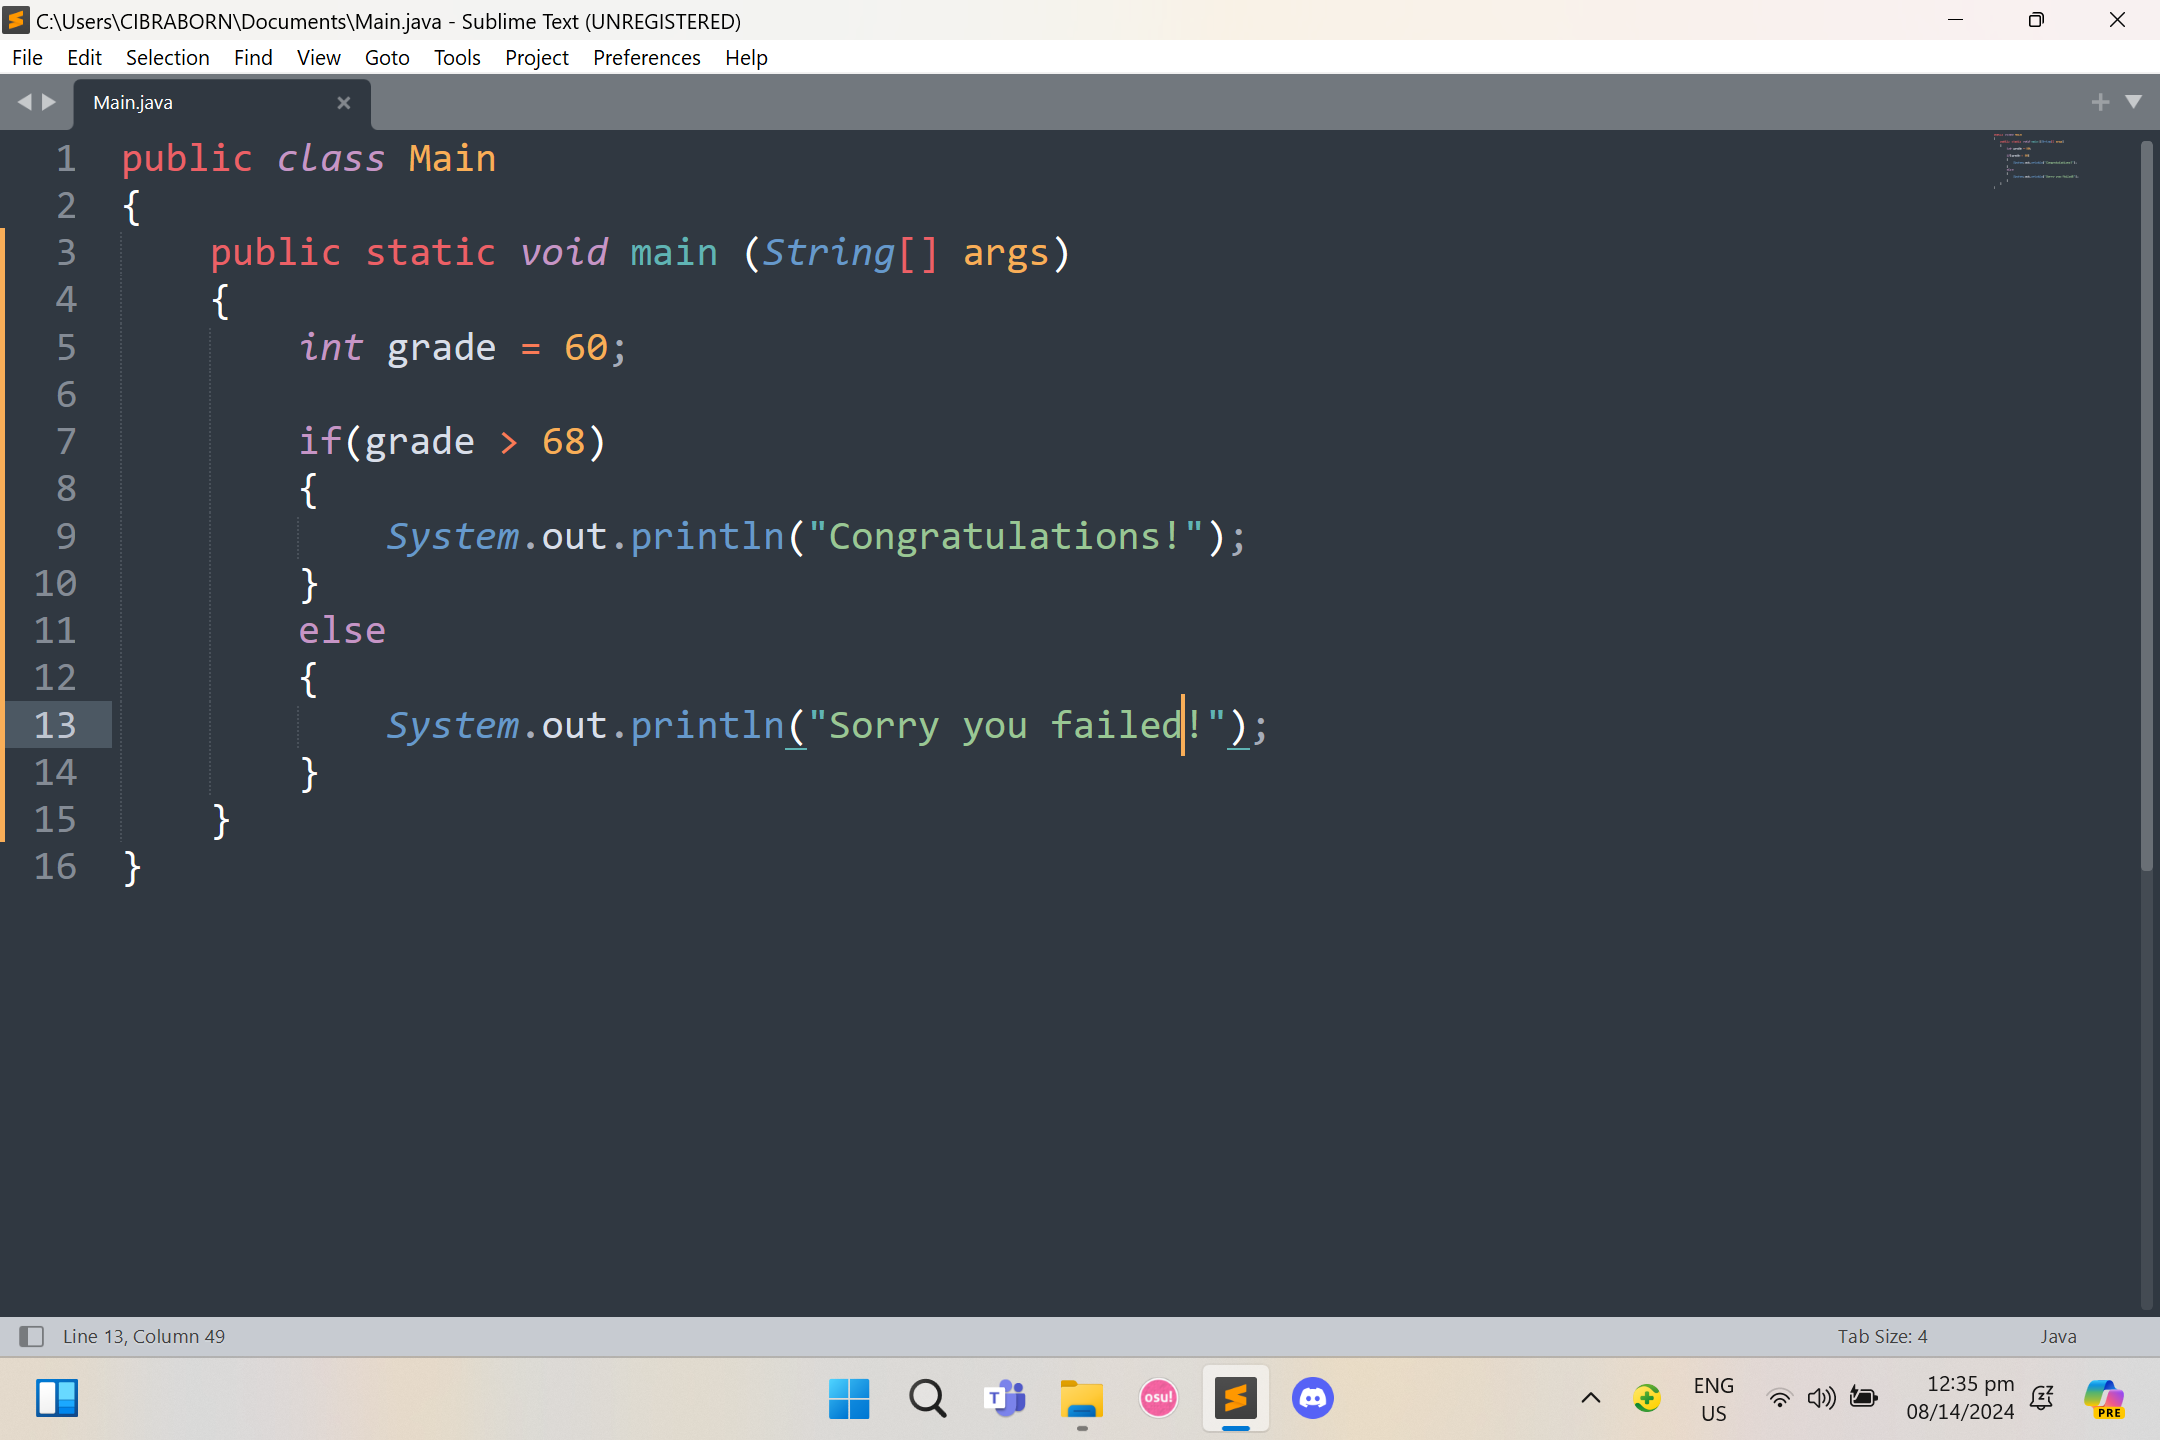 C:\Users\CIBRABORN\Documents\Main.java - Sublime Text (UNREGISTERED)
File Edit Selection Find View Goto Tools Project Preferences Help
Main.java
1 public class Main
2 {
3     public static void main (String[] args)
4     {
5         int grade = 60;
6
7         if(grade > 68)
8         {
9             System.out.println("Congratulations!");
10         }
11         else
12         {
13             System.out.println("Sorry you failed!");
14         }
15     }
16 }
Line 13, Column 49 Tab Size: 4 Java
T osu! ENG US 12:35 pm 08/14/2024 PRE